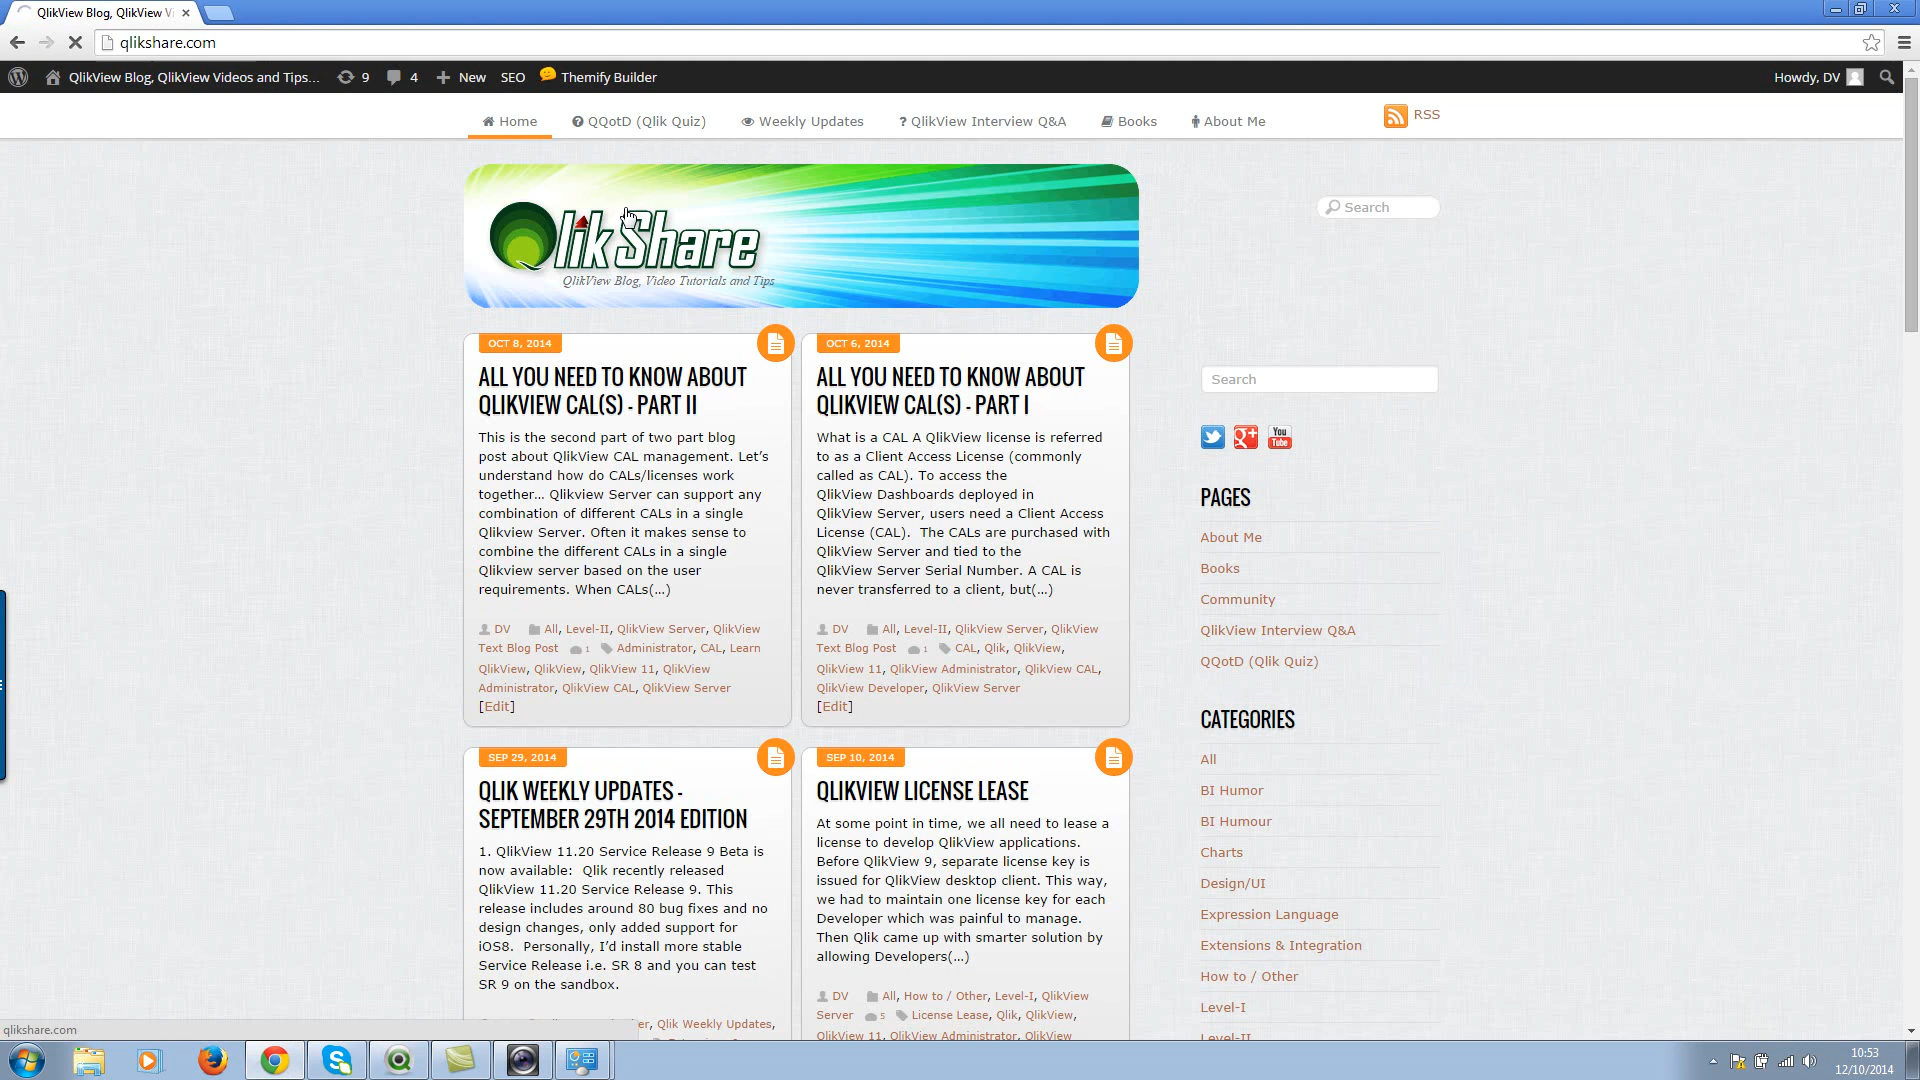 QlikView Blog, QlikView Vi
qlikshare.com
QlikView Blog, QlikView Videos and Tips... 9 4 New SEO Themify Builder Howdy, DV
Home QQotD (Qlik Quiz) Weekly Updates QlikView Interview Q&A Books About Me RSS
QlikShare
QlikView Blog, Video Tutorials and Tips
Search
OCT 8, 2014
ALL YOU NEED TO KNOW ABOUT
QLIKVIEW CAL(S) - PART II
This is the second part of two part blog
post about QlikView CAL management. Let’s
understand how do CALs/licenses work
together... Qlikview Server can support any
combination of different CALs in a single
Qlikview Server. Often it makes sense to
combine the different CALs in a single
Qlikview server based on the user
requirements. When CALs(...)
DV All, Level-II, QlikView Server, QlikView
Text Blog Post 1 Administrator, CAL, Learn
QlikView, QlikView, QlikView 11, QlikView
Administrator, QlikView CAL, QlikView Server
[Edit]
OCT 6, 2014
ALL YOU NEED TO KNOW ABOUT
QLIKVIEW CAL(S) - PART I
What is a CAL A QlikView license is referred
to as a Client Access License (commonly
called as CAL). To access the
QlikView Dashboards deployed in
QlikView Server, users need a Client Access
License (CAL). The CALs are purchased with
QlikView Server and tied to the
QlikView Server Serial Number. A CAL is
never transferred to a client, but(...)
DV All, Level-II, QlikView Server, QlikView
Text Blog Post 1 CAL, Qlik, QlikView,
QlikView 11, QlikView Administrator, QlikView CAL,
QlikView Developer, QlikView Server
[Edit]
SEP 29, 2014
QLIK WEEKLY UPDATES -
SEPTEMBER 29TH 2014 EDITION
1. QlikView 11.20 Service Release 9 Beta is
now available: Qlik recently released
QlikView 11.20 Service Release 9. This
release includes around 80 bug fixes and no
design changes, only added support for
iOS8. Personally, I’d install more stable
Service Release i.e. SR 8 and you can test
SR 9 on the sandbox.
er, Qlik Weekly Updates,
SEP 10, 2014
QLIKVIEW LICENSE LEASE
At some point in time, we all need to lease a
license to develop QlikView applications.
Before QlikView 9, separate license key is
issued for QlikView desktop client. This way,
we had to maintain one license key for each
Developer which was painful to manage.
Then Qlik came up with smarter solution by
allowing Developers(...)
DV All, How to / Other, Level-I, QlikView
Server 5 License Lease, Qlik, QlikView,
QlikView 11, QlikView Administrator, QlikView
Search
You
Tube
PAGES
About Me
Books
Community
QlikView Interview Q&A
QQotD (Qlik Quiz)
CATEGORIES
All
BI Humor
BI Humour
Charts
Design/UI
Expression Language
Extensions & Integration
How to / Other
Level-I
Level-II
qlikshare.com
10:53
12/10/2014